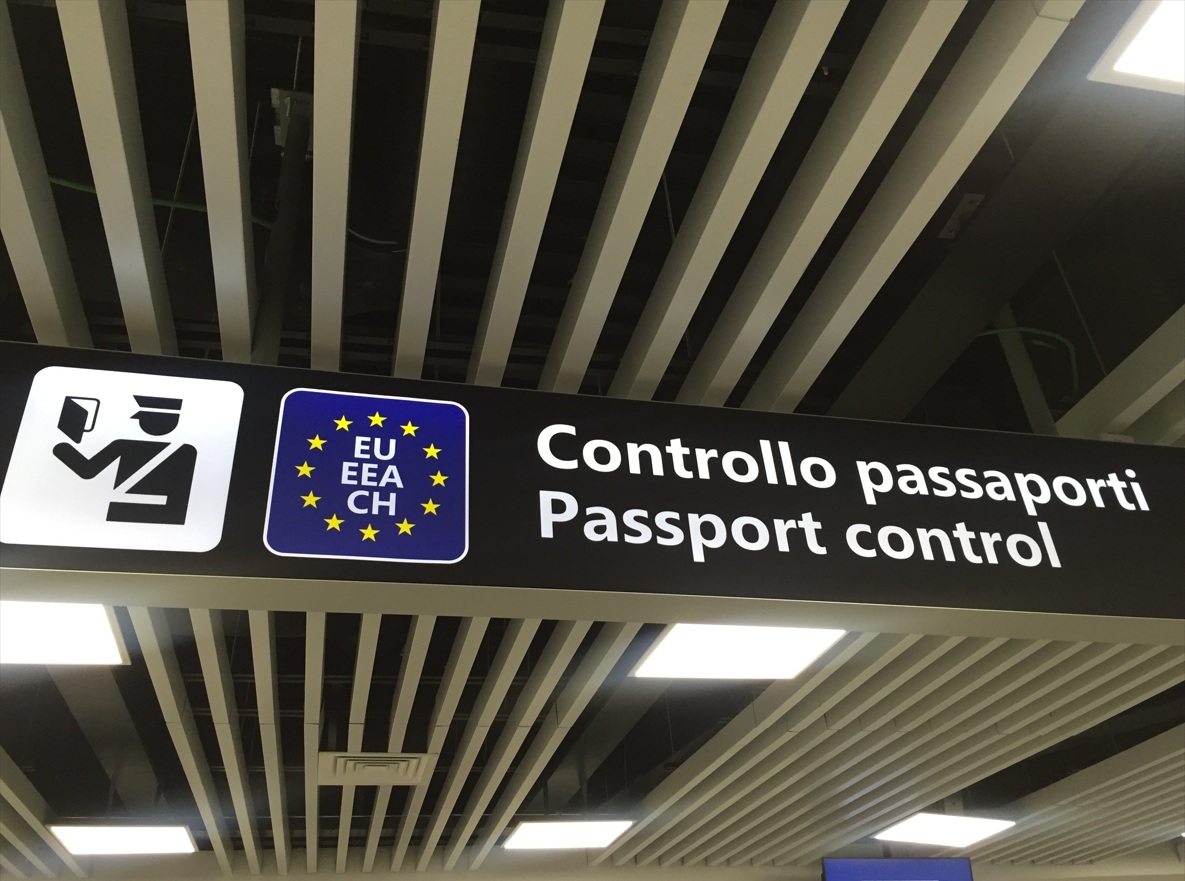 EU
EEA
CH
Controllo passaporti
Passport control